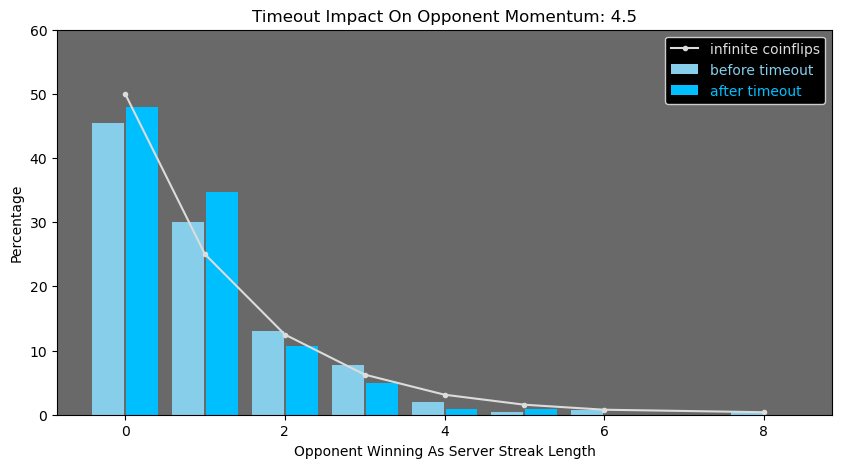 Timeout Impact On Opponent Momentum: 4.5
60
50
40
30
20
10
0
Percentage
infinite coinflips
before timeout
after timeout
0 2 4 6 8
Opponent Winning As Server Streak Length